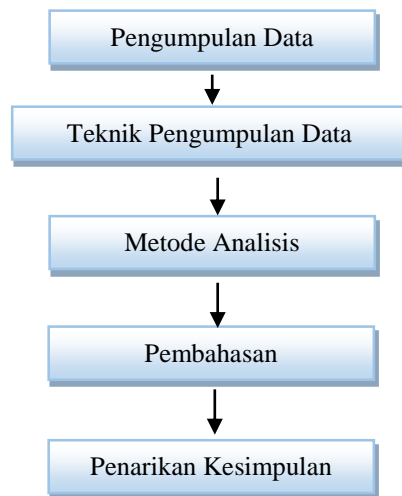 Pengumpulan Data
Teknik Pengumpulan Data
Metode Analisis
Pembahasan
Penarikan Kesimpulan